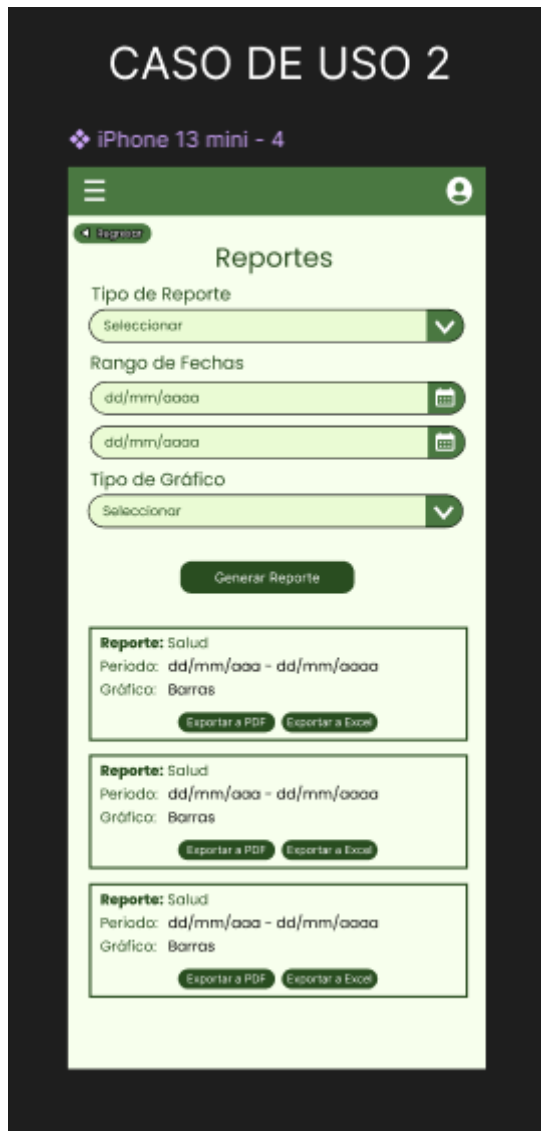 CASO DE USO 2
iPhone 13 mini - 4
Regresar
Reportes
Tipo de Reporte
Seleccionar
Rango de Fechas
dd/mm/aaaa
dd/mm/aaaa
Tipo de Gráfico
Seleccionar
Generar Reporte
Reporte: Salud
Periodo: dd/mm/aaa - dd/mm/aaaa
Gráfico: Barras
Exportar a PDF Exportar a Excel
Reporte: Salud
Periodo: dd/mm/aaa - dd/mm/aaaa
Gráfico: Barras
Exportar a PDF Exportar a Excel
Reporte: Salud
Periodo: dd/mm/aaa - dd/mm/aaaa
Gráfico: Barras
Exportar a PDF Exportar a Excel